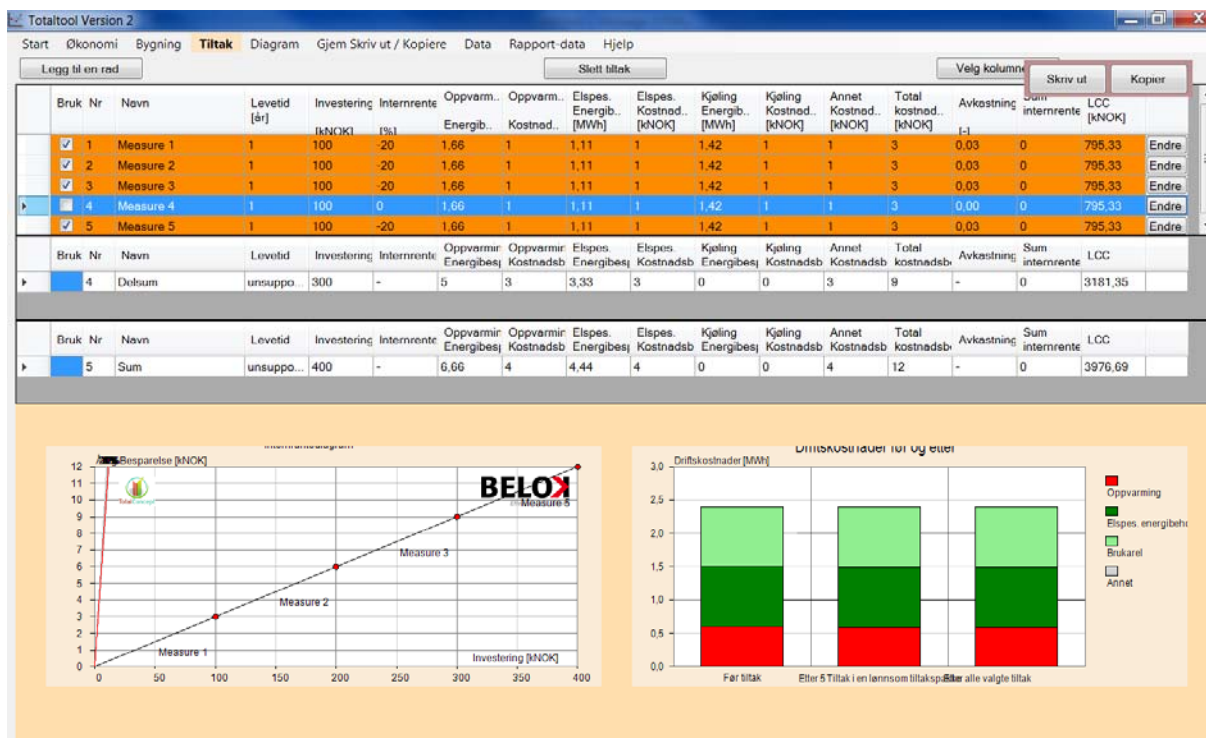 Totaltool Version 2
Start Økonomi Bygning Tiltak Diagram Gjem Skriv ut / Kopiere Data Rapport-data Hjelp
Legg til en rad Slett tiltak Velg kolumne Skriv ut Kopier
Bruk Nr Navn Levetid [år] Investering [kNOK] Internrente [%] Oppvarm.. Energib.. Oppvarm.. Kostnad.. Elspes. Energib.. [MWh] Elspes. Kostnad.. [kNOK] Kjøling Energib.. [MWh] Kjøling Kostnad.. [kNOK] Annet Kostnad.. [kNOK] Total kostnad.. [kNOK] Avkastning [-] Sum internrente LCC [kNOK]
1 Measure 1 1 100 -20 1,66 1 1,11 1 1,42 1 1 3 0,03 0 795,33 Endre
2 Measure 2 1 100 -20 1,66 1 1,11 1 1,42 1 1 3 0,03 0 795,33 Endre
3 Measure 3 1 100 -20 1,66 1 1,11 1 1,42 1 1 3 0,03 0 795,33 Endre
4 Measure 4 1 100 0 1,66 1 1,11 1 1,42 1 1 3 0,00 0 795,33 Endre
5 Measure 5 1 100 -20 1,66 1 1,11 1 1,42 1 1 3 0,03 0 795,33 Endre
Bruk Nr Navn Levetid Investering Internrente Oppvarmin Energibesp Oppvarmin Kostnadsb Elspes. Energibesp Elspes. Kostnadsb Kjøling Energibesp Kjøling Kostnadsb Annet Kostnadsb Total kostnadsb Avkastning Sum internrente LCC
4 Delsum unsuppo... 300 - 5 3 3,33 3 0 0 3 9 - 0 3181,35
Bruk Nr Navn Levetid Investering Internrente Oppvarmin Energibesp Oppvarmin Kostnadsb Elspes. Energibesp Elspes. Kostnadsb Kjøling Energibesp Kjøling Kostnadsb Annet Kostnadsb Total kostnadsb Avkastning Sum internrente LCC
5 Sum unsuppo... 400 - 6,66 4 4,44 4 0 0 4 12 - 0 3976,69
Internrentediagram
Besparelse [kNOK]
12
11
10
9
8
7
6
5
4
3
2
1
0
BELOK
Measure 5
Measure 3
Measure 2
Measure 1
Investering [kNOK]
0 50 100 150 200 250 300 350 400
Driftskostnader før og etter
Driftskostnader [MWh]
3,0
2,5
2,0
1,5
1,0
0,5
0,0
Før tiltak Etter 5 Tiltak i en lønnsom tiltakspa alle valgte tiltak
Oppvarming
Elspes. energibeho
Brukarel
Annet